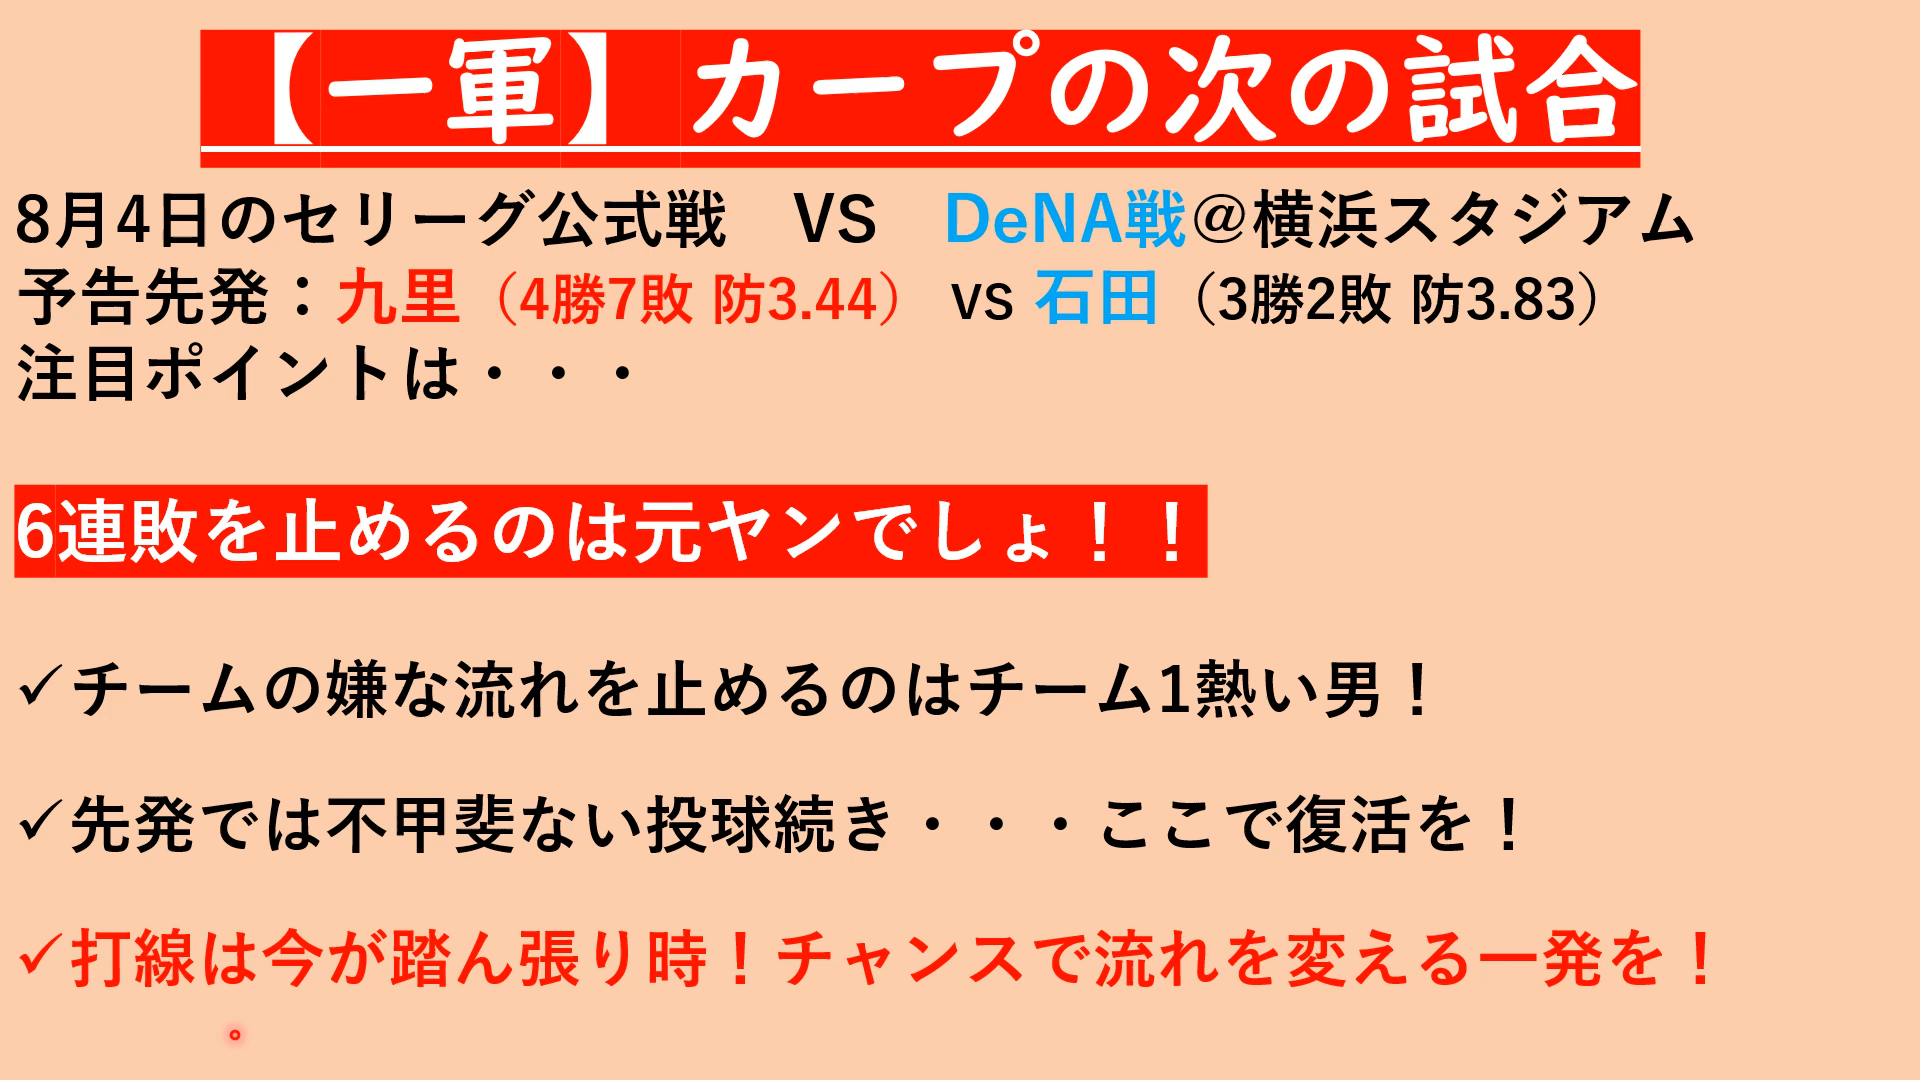 【一軍】カープの次の試合
8月4日のセリーグ公式戦　VS　DeNA戦@横浜スタジアム
予告先発：九里（4勝7敗 防3.44） vs 石田（3勝2敗 防3.83）
注目ポイントは・・・
6連敗を止めるのは元ヤンでしょ！！
✓チームの嫌な流れを止めるのはチーム1熱い男！
✓先発では不甲斐ない投球続き・・・ここで復活を！
✓打線は今が踏ん張り時！チャンスで流れを変える一発を！